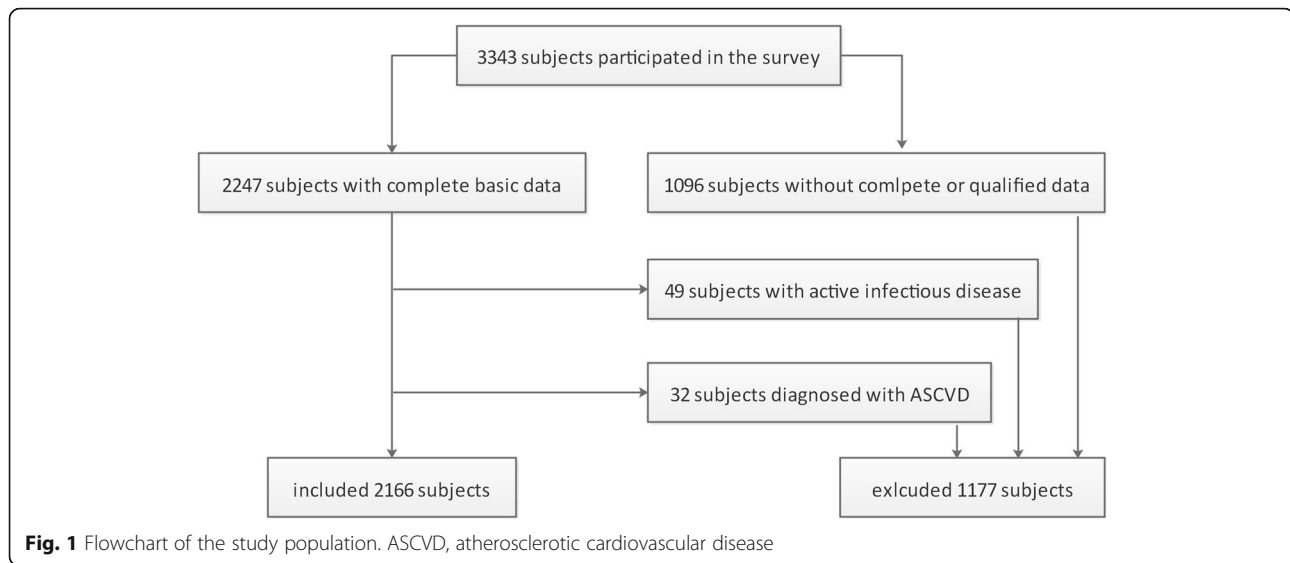 3343 subjects participated in the survey
2247 subjects with complete basic data
1096 subjects without comlpete or qualified data
49 subjects with active infectious disease
32 subjects diagnosed with ASCVD
included 2166 subjects
exlcuded 1177 subjects
Fig. 1 Flowchart of the study population. ASCVD, atherosclerotic cardiovascular disease